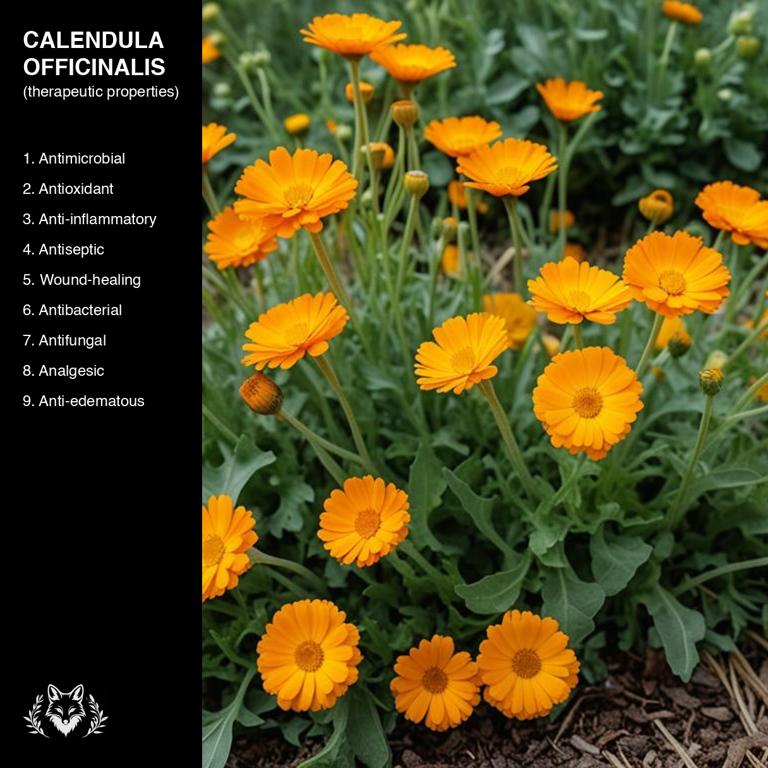 CALENDULA
OFFICINALIS
(therapeutic properties)
1. Antimicrobial
2. Antioxidant
3. Anti-inflammatory
4. Antiseptic
5. Wound-healing
6. Antibacterial
7. Antifungal
8. Analgesic
9. Anti-edematous